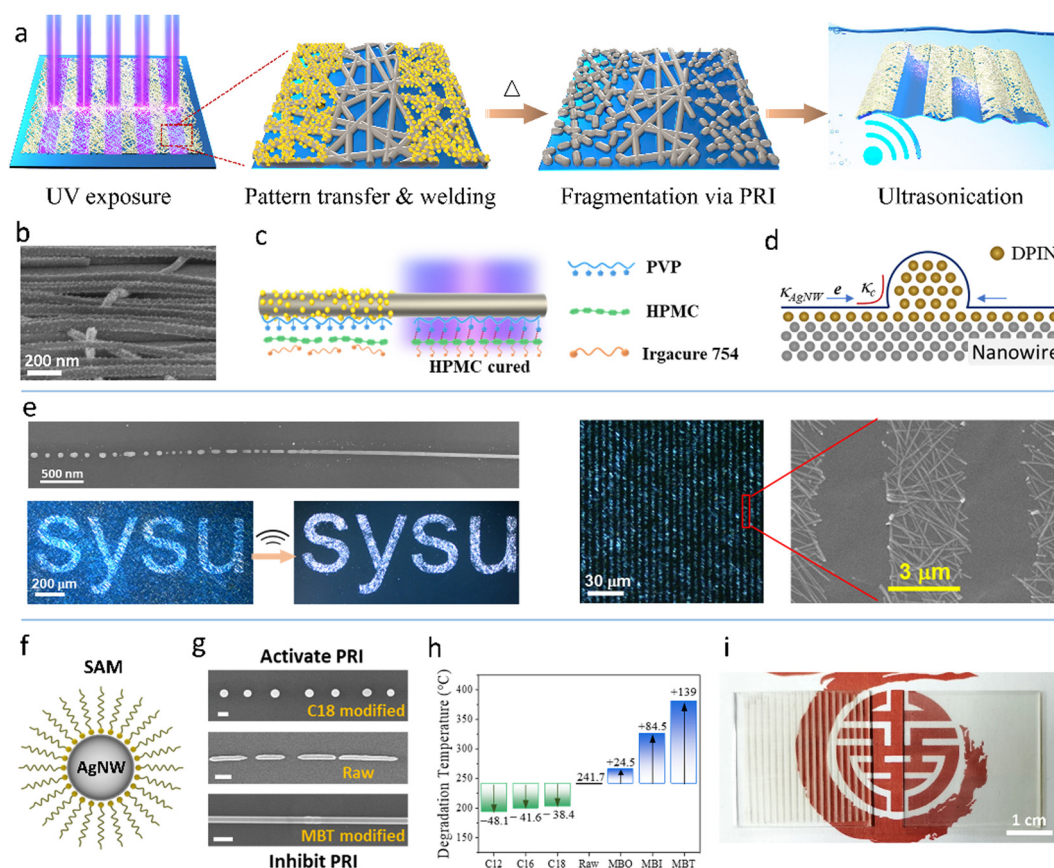 a
UV exposure
Pattern transfer & welding
△
Fragmentation via PRI
Ultrasonication
b
200 nm
c
PVP
HPMC
Irgacure 754
HPMC cured
d
DPIN
κAgNW e κc
Nanowire
e
500 nm
sysu
200 μm
sysu
30 μm
3 μm
f
SAM
AgNW
g
Activate PRI
C18 modified
Raw
MBT modified
Inhibit PRI
h
Degradation Temperature (°C)
400
350
300
250
200
150
−48.1
−41.6
−38.4
241.7
+24.5
+84.5
+139
C12 C16 C18 Raw MBO MBI MBT
i
1 cm